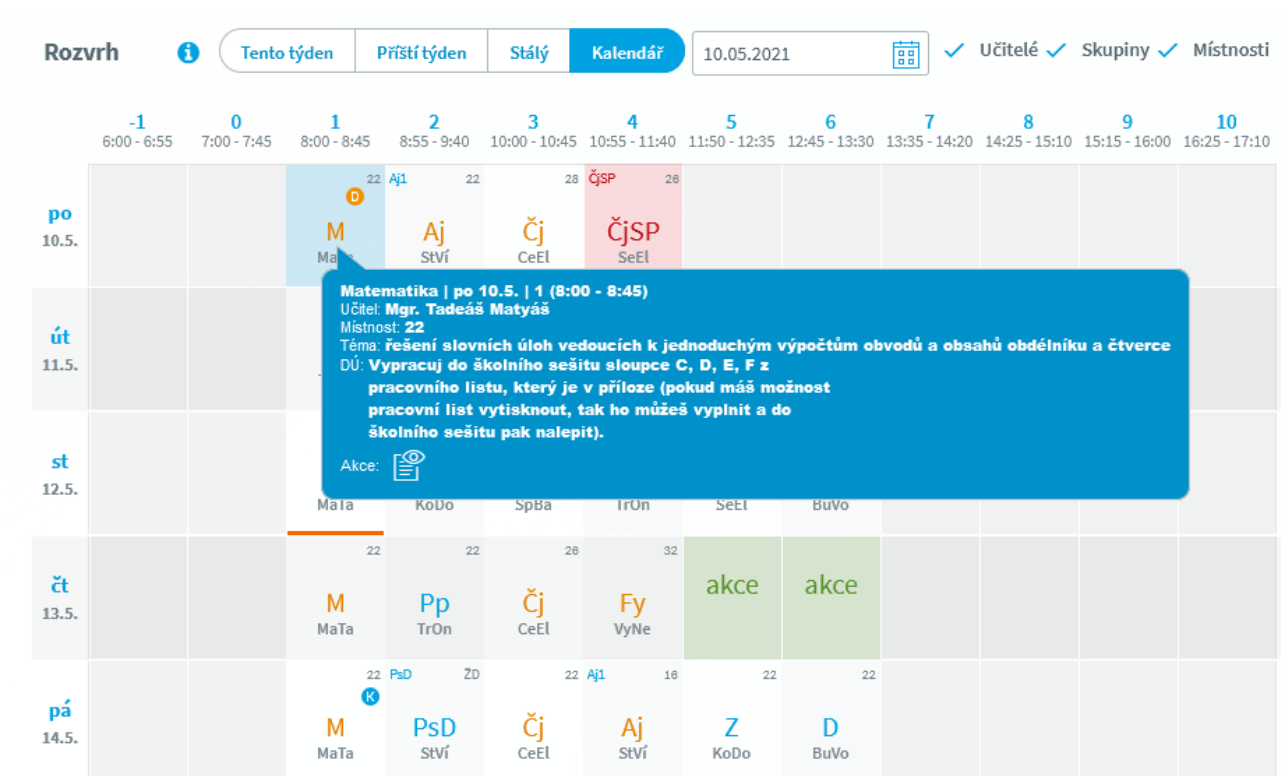 Rozvrh i Tento týden Příští týden Stálý Kalendář 10.05.2021 Učitelé Skupiny Místnosti
-1 0 1 2 3 4 5 6 7 8 9 10
6:00 - 6:55 7:00 - 7:45 8:00 - 8:45 8:55 - 9:40 10:00 - 10:45 10:55 - 11:40 11:50 - 12:35 12:45 - 13:30 13:35 - 14:20 14:25 - 15:10 15:15 - 16:00 16:25 - 17:10
22 Aj1 22 28 ČjSP 26
D
po
M Aj Čj ČjSP
10.5.
StVí CeEl SeEl
Matematika | po 10.5. | 1 (8:00 - 8:45)
Učitel: Mgr. Tadeáš Matyáš
Místnost: 22
Téma: řešení slovních úloh vedoucích k jednoduchým výpočtům obvodů a obsahů obdélníku a čtverce
DÚ: Vypracuj do školního sešitu sloupce C, D, E, F z
pracovního listu, který je v příloze (pokud máš možnost
pracovní list vytisknout, tak ho můžeš vyplnit a do
školního sešitu pak nalepit).
Akce:
út
11.5.
st
12.5.
MaTa KoDo SpBa TrOn SeEl BuVo
22 22 26 32
čt
akce akce
M Pp Čj Fy
13.5.
MaTa TrOn CeEl VyNe
22 PsD ŽD 22 Aj1 16 22 22
K
pá
M PsD Čj Aj Z D
14.5.
MaTa StVí CeEl StVí KoDo BuVo